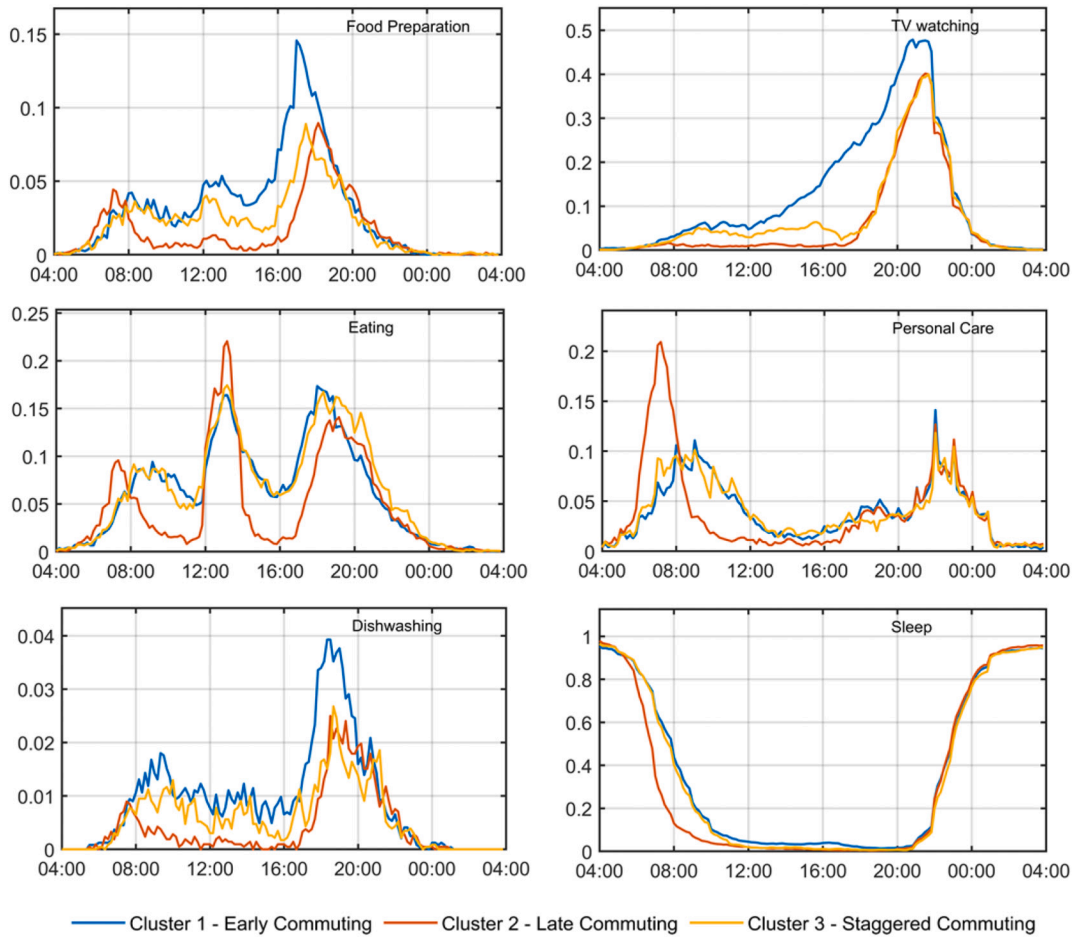 Food Preparation
0.15
0.1
0.05
0
04:00 08:00 12:00 16:00 20:00 00:00 04:00
TV watching
0.5
0.4
0.3
0.2
0.1
0
04:00 08:00 12:00 16:00 20:00 00:00 04:00
Eating
0.25
0.2
0.15
0.1
0.05
0
04:00 08:00 12:00 16:00 20:00 00:00 04:00
Personal Care
0.2
0.15
0.1
0.05
0
04:00 08:00 12:00 16:00 20:00 00:00 04:00
Dishwashing
0.04
0.03
0.02
0.01
0
04:00 08:00 12:00 16:00 20:00 00:00 04:00
Sleep
1
0.8
0.6
0.4
0.2
0
04:00 08:00 12:00 16:00 20:00 00:00 04:00
Cluster 1 - Early Commuting Cluster 2 - Late Commuting Cluster 3 - Staggered Commuting